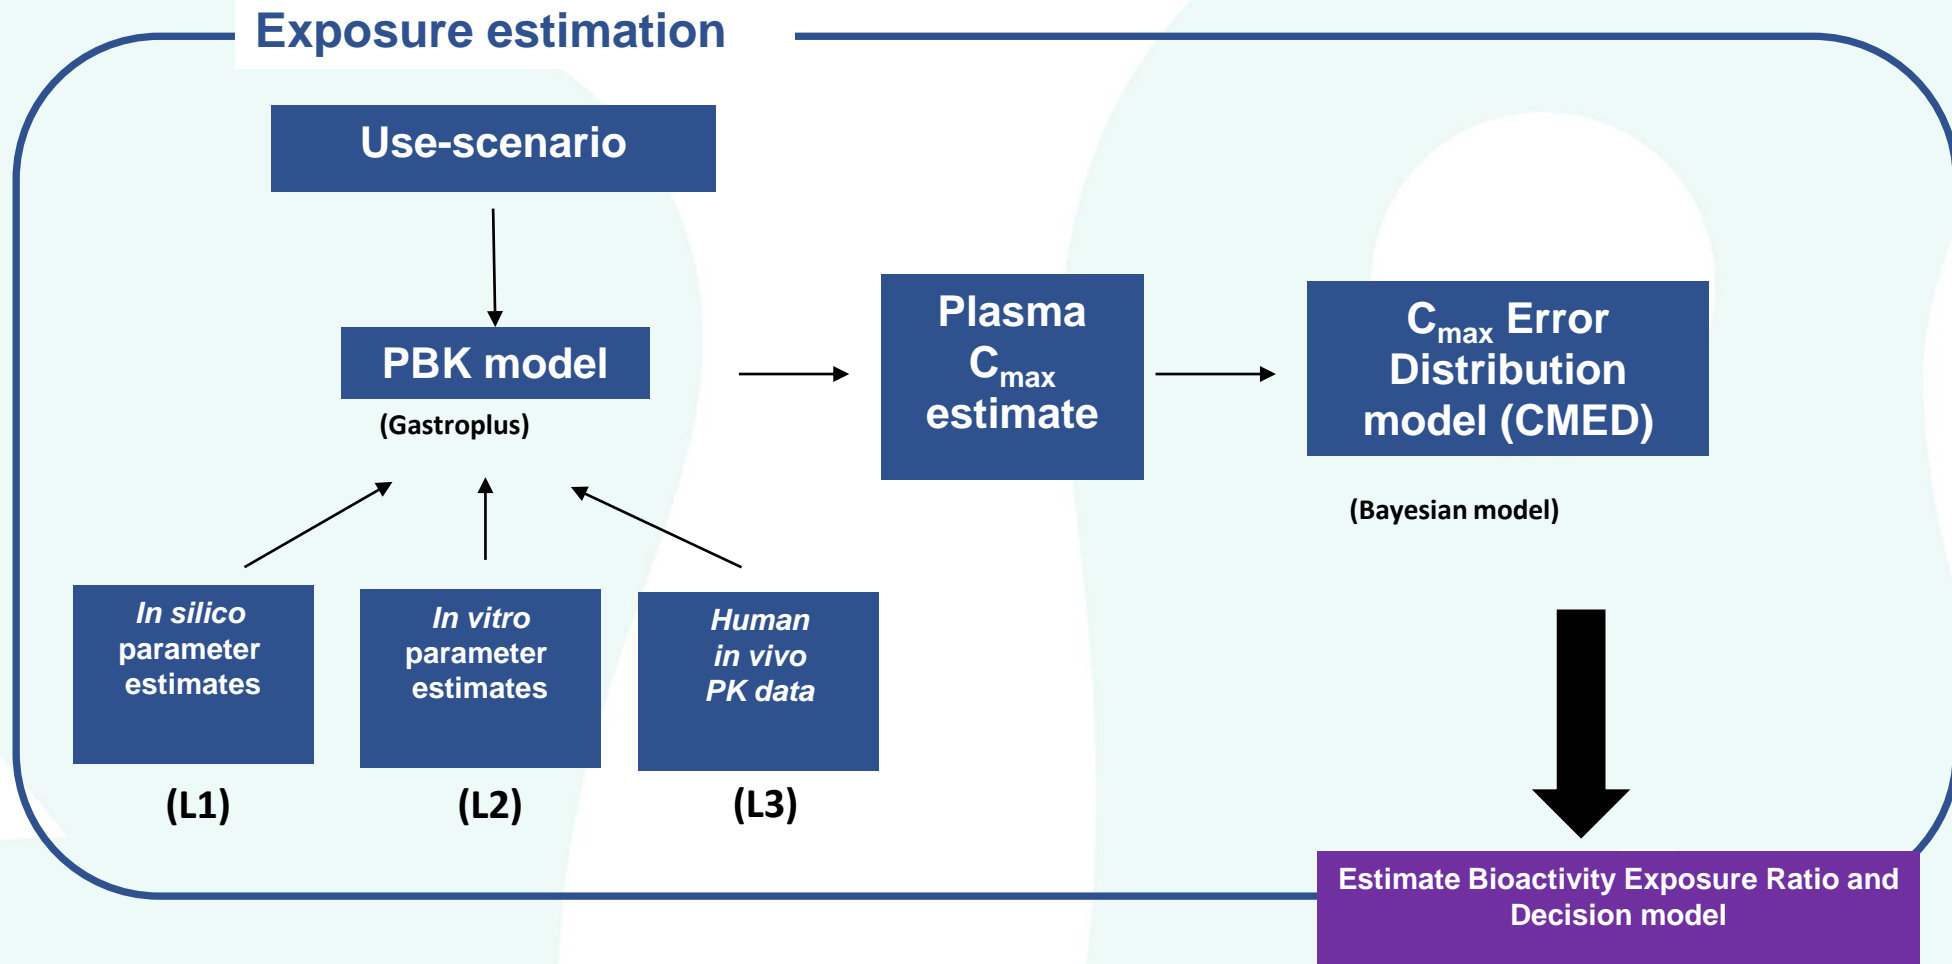 Exposure estimation
Use-scenario
PBK model
(Gastroplus)
Plasma
Cmax
estimate
Cmax Error
Distribution
model (CMED)
(Bayesian model)
In silico
parameter
estimates
(L1)
In vitro
parameter
estimates
(L2)
Human
in vivo
PK data
(L3)
Estimate Bioactivity Exposure Ratio and
Decision model